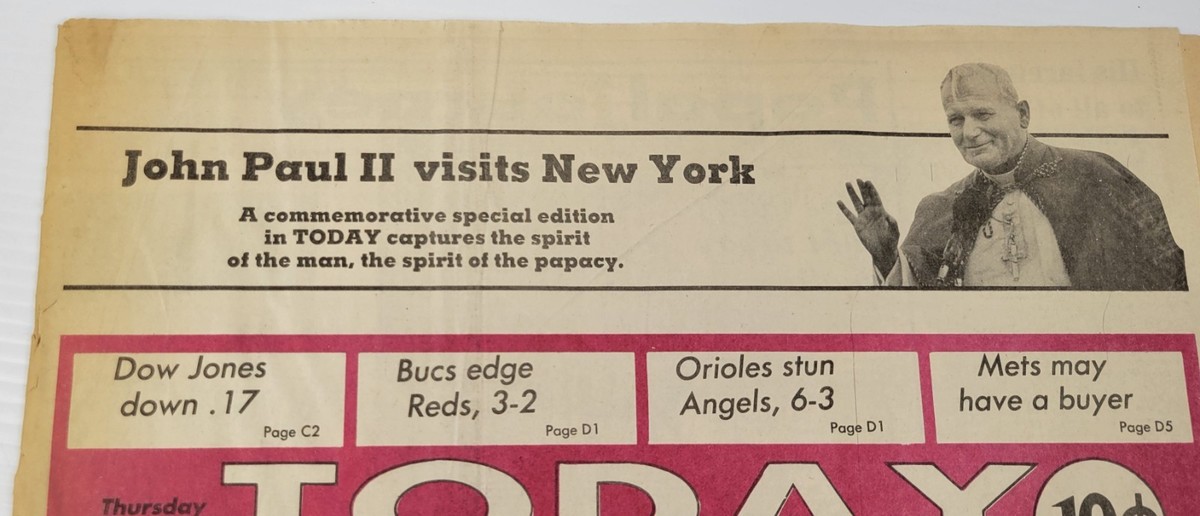 John Paul II visits New York
A commemorative special edition
in TODAY captures the spirit
of the man, the spirit of the papacy.
Dow Jones
down .17
Page C2
Bucs edge
Reds, 3-2
Page D1
Orioles stun
Angels, 6-3
Page D1
Mets may
have a buyer
Page D5
Thursday
TODAY
10¢